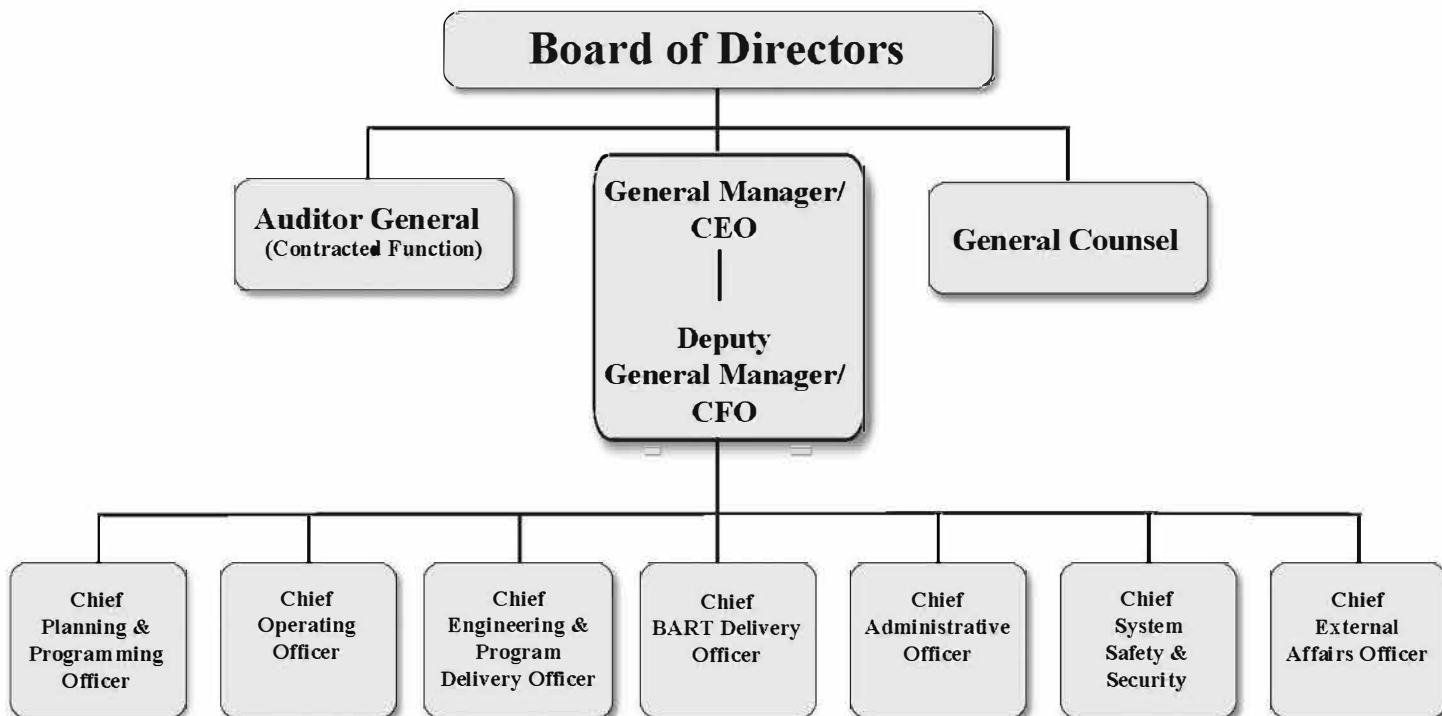 Board of Directors
Auditor General
(Contracted Function)
General Manager/
CEO
Deputy
General Manager/
CFO
General Counsel
Chief
Planning &
Programming
Officer
Chief
Operating
Officer
Chief
Engineering &
Program
Delivery Officer
Chief
BART Delivery
Officer
Chief
Administrative
Officer
Chief
System
Safety &
Security
Chief
External
Affairs Officer